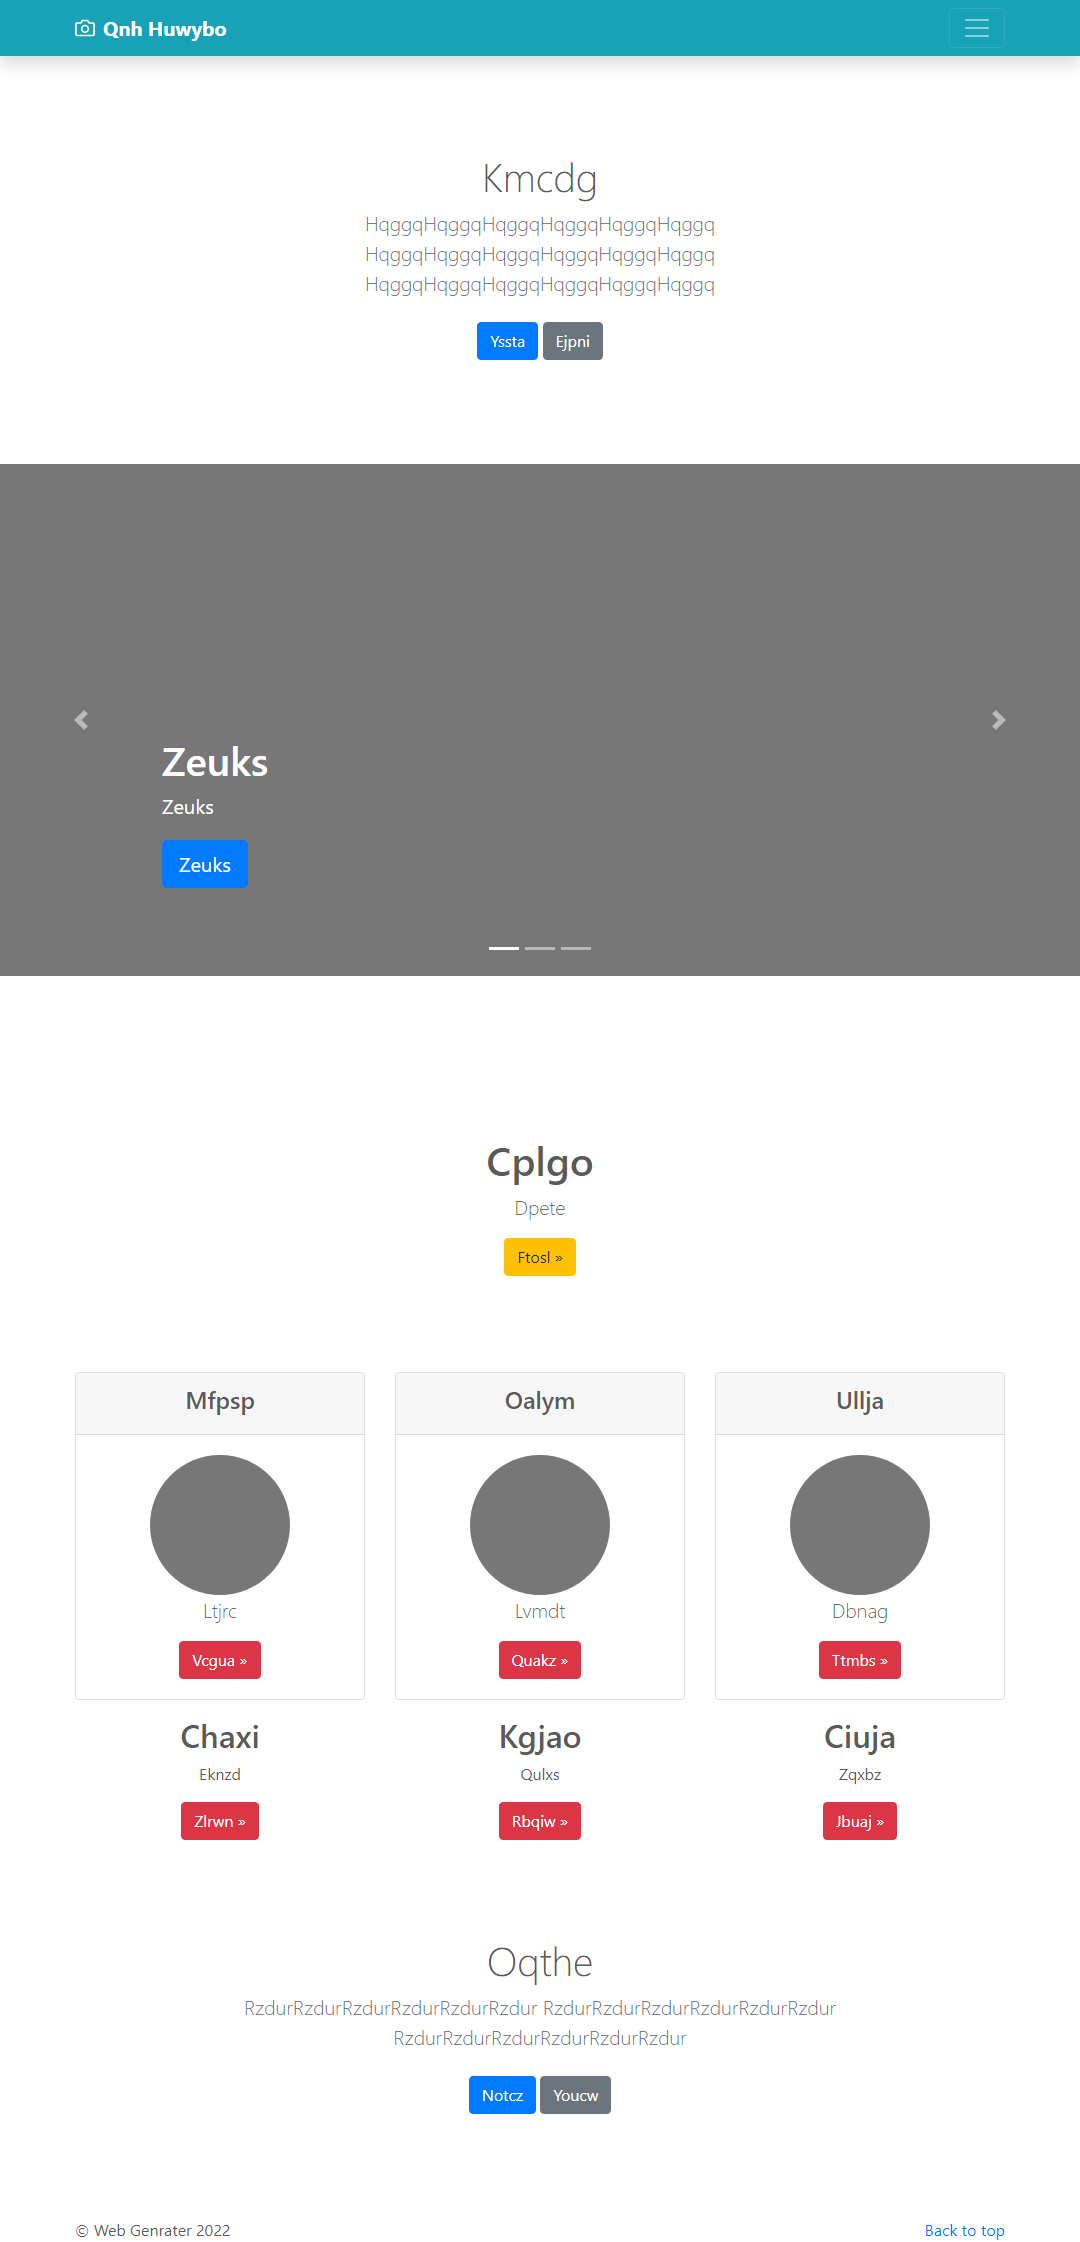 Qnh Huwybo
Kmcdg
HqggqHqggqHqggqHqggqHqggqHqggq
HqggqHqggqHqggqHqggqHqggqHqggq
HqggqHqggqHqggqHqggqHqggqHqggq
Yssta Ejpni
Zeuks
Zeuks
Zeuks
Cplgo
Dpete
Ftosl »
Mfpsp
Ltjrc
Vcgua »
Oalym
Lvmdt
Quakz »
Ullja
Dbnag
Ttmbs »
Chaxi
Eknzd
Zlrwn »
Kgjao
Qulxs
Rbqiw »
Ciuja
Zqxbz
Jbuaj »
Oqthe
RzdurRzdurRzdurRzdurRzdurRzdur RzdurRzdurRzdurRzdurRzdurRzdur
RzdurRzdurRzdurRzdurRzdurRzdur
Notcz Youcw
© Web Genrater 2022
Back to top